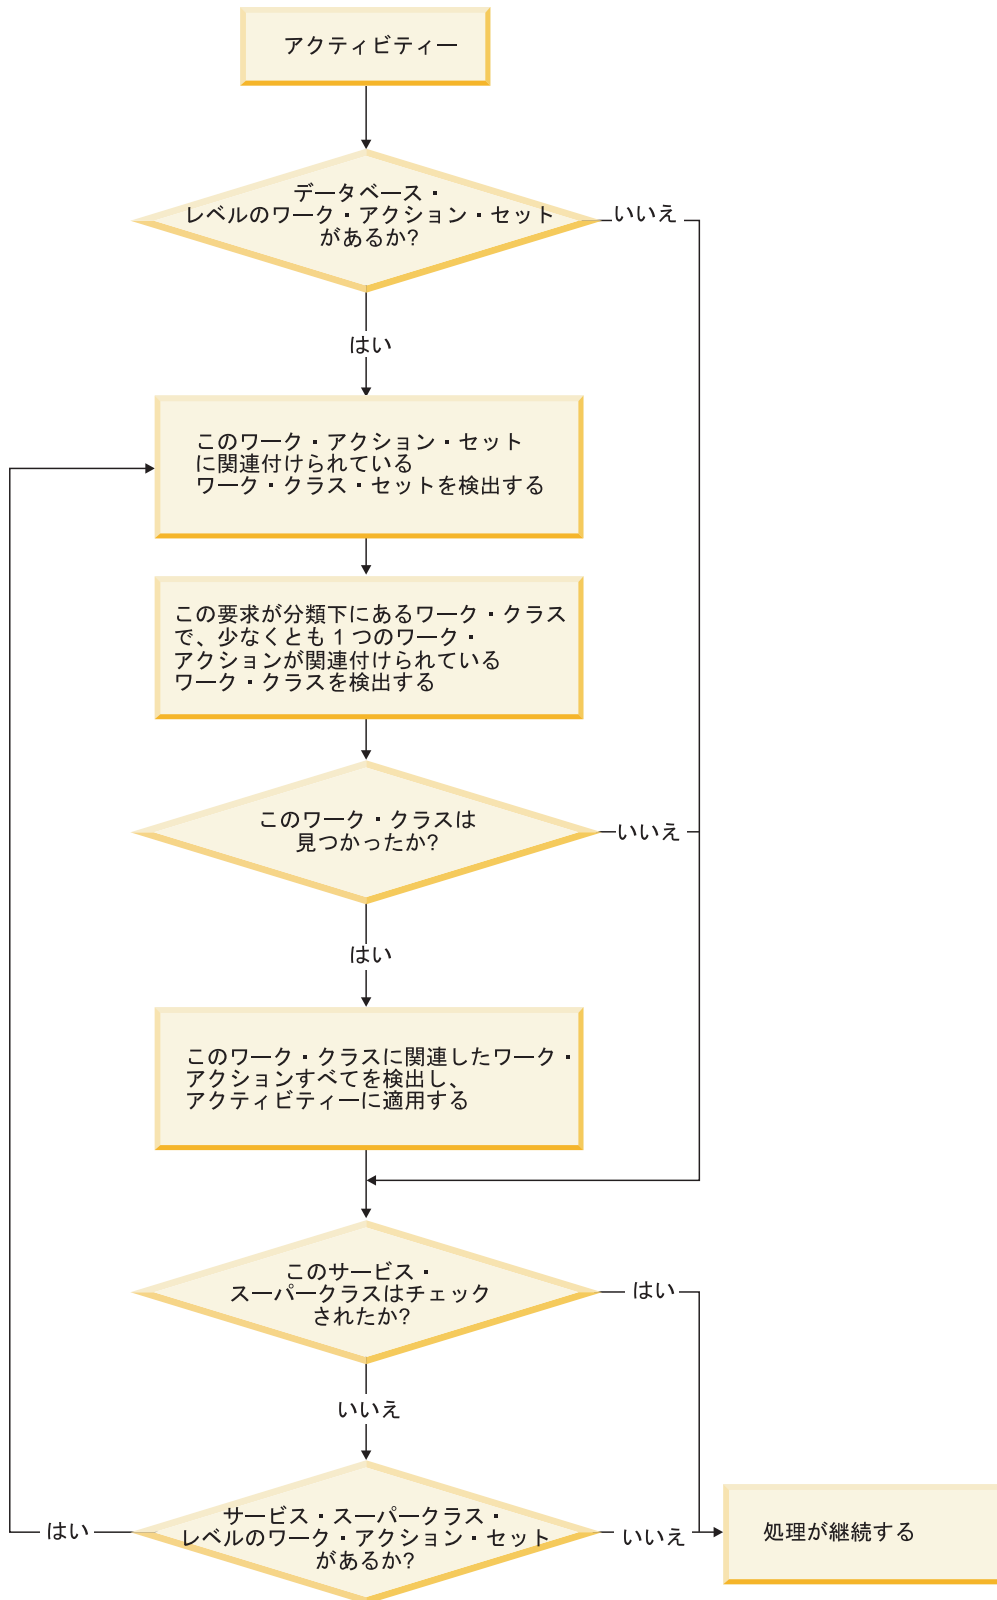 アクティビティー
データベース・
レベルのワーク・アクション・セット
があるか?
いいえ
はい
このワーク・アクション・セット
に関連付けられている
ワーク・クラス・セットを検出する
この要求が分類下にあるワーク・クラス
で、少なくとも1つのワーク・
アクションが関連付けられている
ワーク・クラスを検出する
このワーク・クラスは
見つかったか?
いいえ
はい
このワーク・クラスに関連したワーク・
アクションすべてを検出し、
アクティビティーに適用する
このサービス・
スーパークラスはチェック
されたか?
はい
いいえ
サービス・スーパークラス・
レベルのワーク・アクション・セット
があるか?
はい
いいえ
処理が継続する